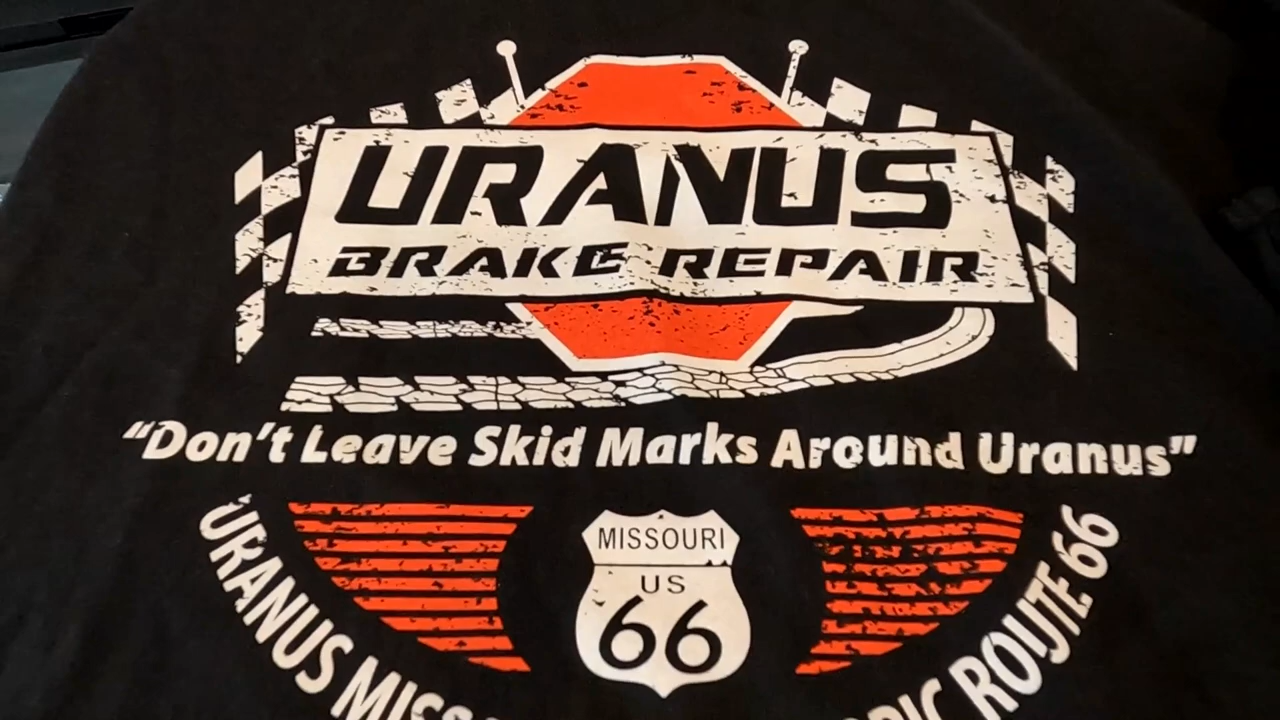 URANUS
BRAKE REPAIR
“Don’t Leave Skid Marks Around Uranus”
MISSOURI
US
66
URANUS
ROUTE 66